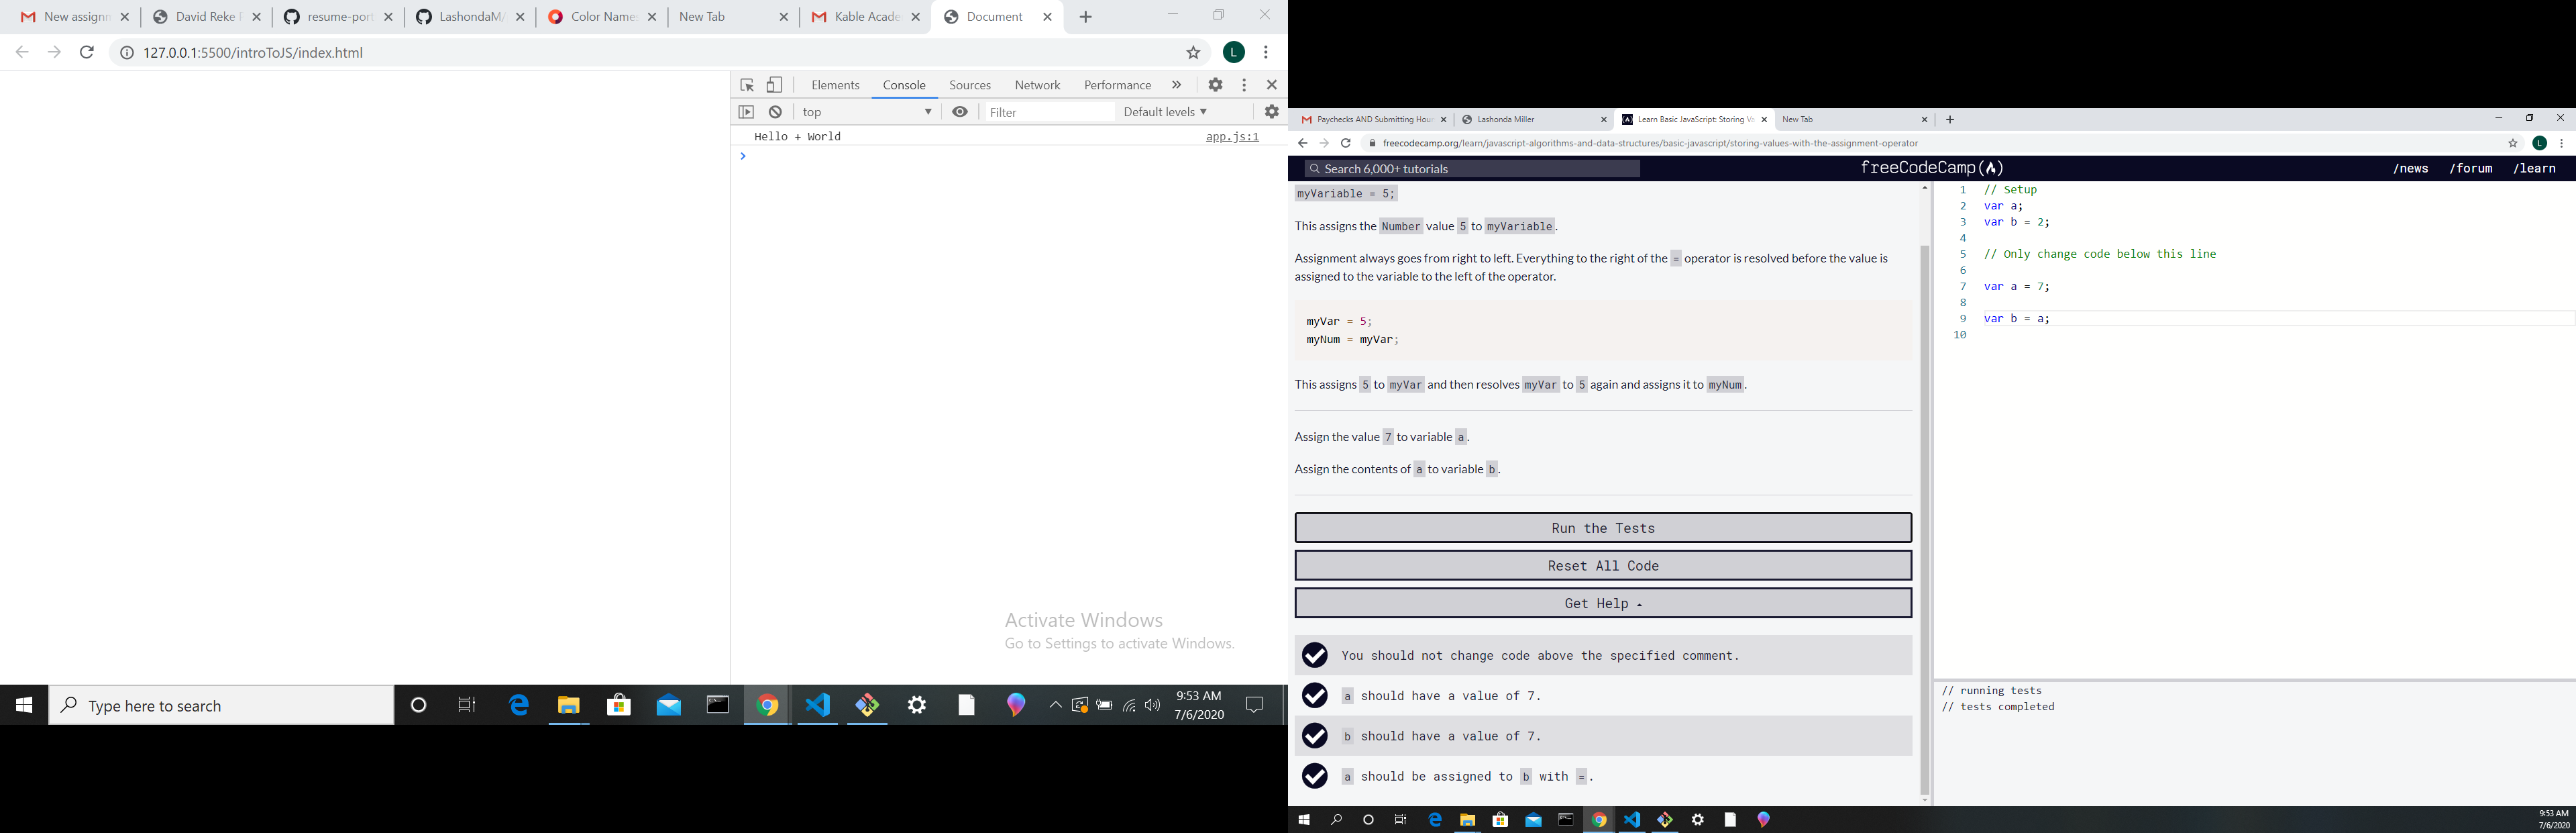 New assignm
David Reke P
resume-port
LashondaM/
Color Name
New Tab
Kable Acade
Document
127.0.0.1:5500/introToJS/index.html
L
Elements Console Sources Network Performance
top
Filter
Default levels
Hello + World
app.js:1
Activate Windows
Go to Settings to activate Windows.
Type here to search
9:53 AM
7/6/2020
Paychecks AND Submitting Hour
Lashonda Miller
Learn Basic JavaScript: Storing Va
New Tab
freecodecamp.org/learn/javascript-algorithms-and-data-structures/basic-javascript/storing-values-with-the-assignment-operator
L
Search 6,000+ tutorials
freeCodeCamp
/news /forum /learn
myVariable = 5;
This assigns the Number value 5 to myVariable.
Assignment always goes from right to left. Everything to the right of the = operator is resolved before the value is
assigned to the variable to the left of the operator.
myVar = 5;
myNum = myVar;
This assigns 5 to myVar and then resolves myVar to 5 again and assigns it to myNum.
Assign the value 7 to variable a.
Assign the contents of a to variable b.
Run the Tests
Reset All Code
Get Help
You should not change code above the specified comment.
a should have a value of 7.
b should have a value of 7.
a should be assigned to b with =.
1 // Setup
2 var a;
3 var b = 2;
4
5 // Only change code below this line
6
7 var a = 7;
8
9 var b = a;
10
// running tests
// tests completed
9:53 AM
7/6/2020